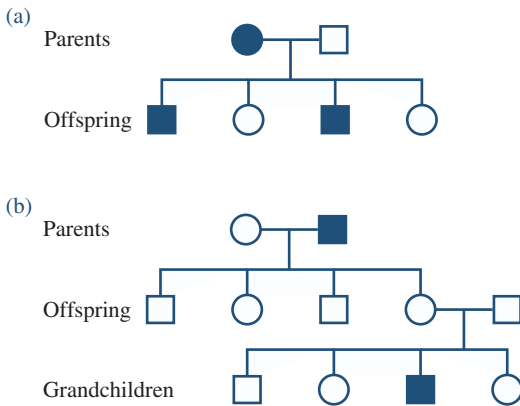 (a)
Parents
Offspring
(b)
Parents
Offspring
Grandchildren